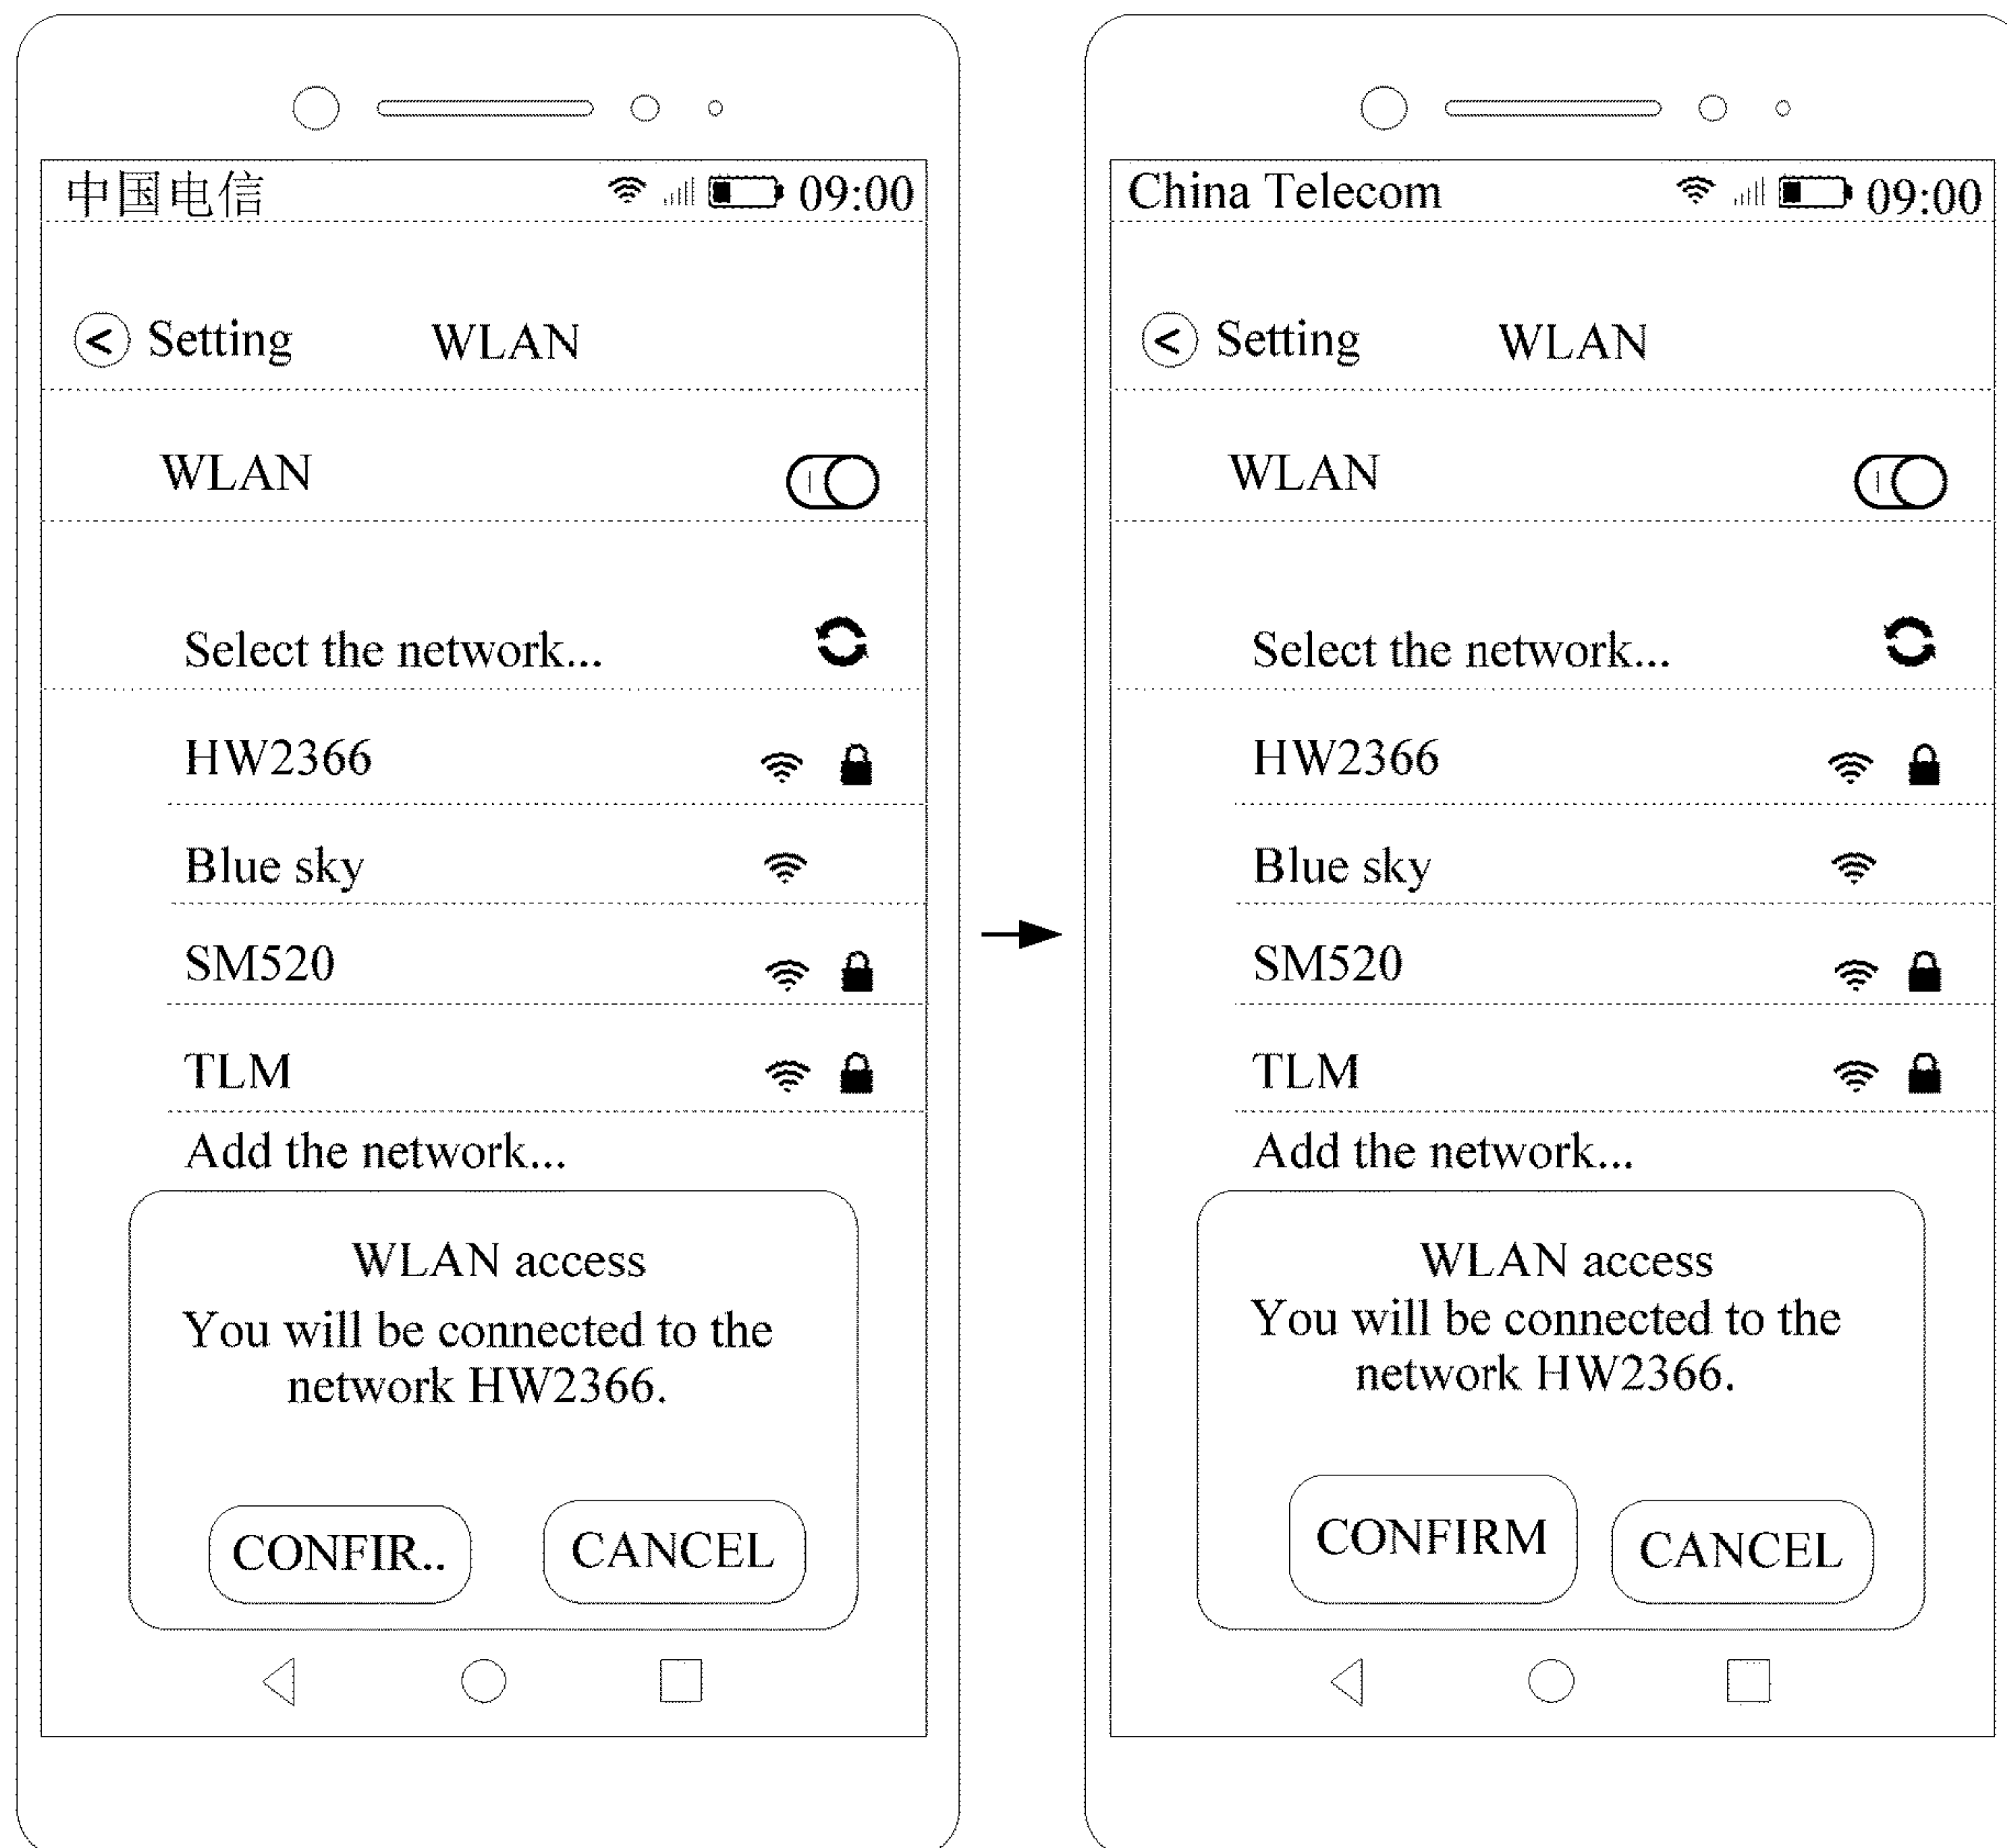 中国电信 09:00
Setting WLAN
WLAN
Select the network...
HW2366
Blue sky
SM520
TLM
Add the network...
WLAN access
You will be connected to the
network HW2366.
CONFIR.. CANCEL
China Telecom 09:00
Setting WLAN
WLAN
Select the network...
HW2366
Blue sky
SM520
TLM
Add the network...
WLAN access
You will be connected to the
network HW2366.
CONFIRM CANCEL